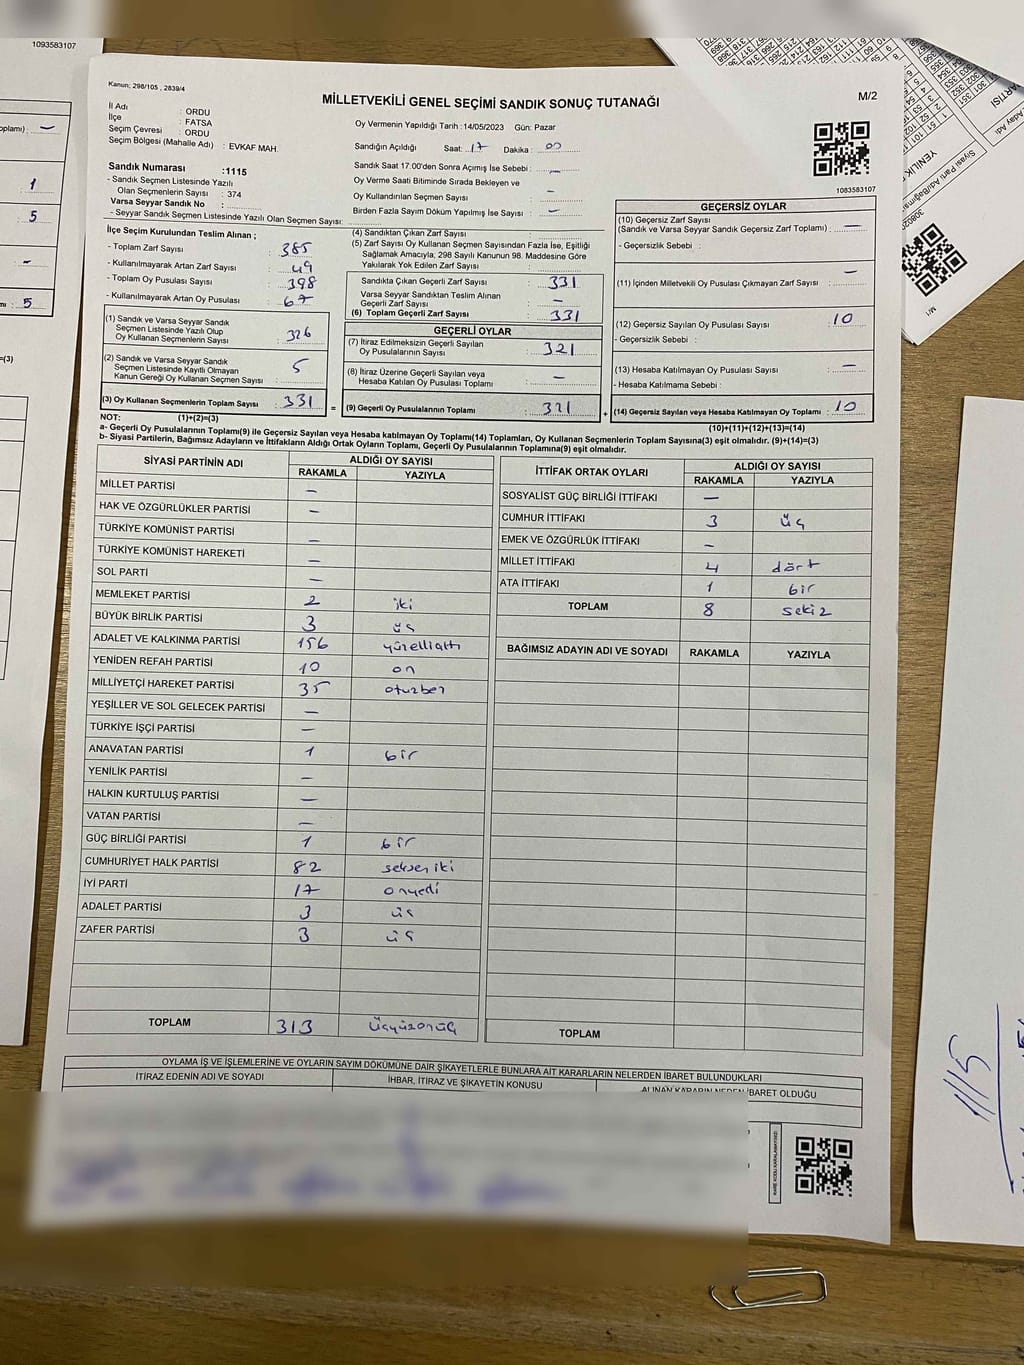 1093583107
Kanun; 298/105 , 2839/4
MİLLETVEKİLİ GENEL SEÇİMİ SANDIK SONUÇ TUTANAĞI
M/2
İl Adı : ORDU
İlçe : FATSA
Seçim Çevresi : ORDU
Seçim Bölgesi (Mahalle Adı) : EVKAF MAH.
Oy Vermenin Yapıldığı Tarih :14/05/2023 Gün: Pazar
Sandığın Açıldığı Saat: 17 Dakika : 00
Sandık Saat 17.00'den Sonra Açımış İse Sebebi : –
Oy Verme Saati Bitiminde Sırada Bekleyen ve
Oy Kullandırılan Seçmen Sayısı : –
Birden Fazla Sayım Döküm Yapılmış İse Sayısı : –
1083583107
Sandık Numarası :1115
- Sandık Seçmen Listesinde Yazılı
Olan Seçmenlerin Sayısı : 374
Varsa Seyyar Sandık No :
- Seyyar Sandık Seçmen Listesinde Yazılı Olan Seçmen Sayısı:
İlçe Seçim Kurulundan Teslim Alınan ;
- Toplam Zarf Sayısı : 385
- Kullanılmayarak Artan Zarf Sayısı : 49
- Toplam Oy Pusulası Sayısı : 398
- Kullanılmayarak Artan Oy Pusulası : 67
(1) Sandık ve Varsa Seyyar Sandık
Seçmen Listesinde Yazılı Olup
Oy Kullanan Seçmenlerin Sayısı : 326
(2) Sandık ve Varsa Seyyar Sandık
Seçmen Listesinde Kayıtlı Olmayan
Kanun Gereği Oy Kullanan Seçmen Sayısı : 5
(3) Oy Kullanan Seçmenlerin Toplam Sayısı : 331
(4) Sandıktan Çıkan Zarf Sayısı :
(5) Zarf Sayısı Oy Kullanan Seçmen Sayısından Fazla İse, Eşitliği
Sağlamak Amacıyla; 298 Sayılı Kanunun 98. Maddesine Göre
Yakılarak Yok Edilen Zarf Sayısı :
Sandıkta Çıkan Geçerli Zarf Sayısı : 331
Varsa Seyyar Sandıktan Teslim Alınan
Geçerli Zarf Sayısı : –
(6) Toplam Geçerli Zarf Sayısı : 331
GEÇERLİ OYLAR
(7) İtiraz Edilmeksizin Geçerli Sayılan
Oy Pusulalarının Sayısı : 321
(8) İtiraz Üzerine Geçerli Sayılan veya
Hesaba Katılan Oy Pusulası Toplamı : –
= (9) Geçerli Oy Pusulalarının Toplamı : 321
GEÇERSİZ OYLAR
(10) Geçersiz Zarf Sayısı
(Sandık ve Varsa Seyyar Sandık Geçersiz Zarf Toplamı) : –
- Geçersizlik Sebebi :
(11) İçinden Milletvekili Oy Pusulası Çıkmayan Zarf Sayısı : –
(12) Geçersiz Sayılan Oy Pusulası Sayısı : 10
- Geçersizlik Sebebi :
(13) Hesaba Katılmayan Oy Pusulası Sayısı : –
- Hesaba Katılmama Sebebi :
+ (14) Geçersiz Sayılan veya Hesaba Katılmayan Oy Toplamı : 10
NOT: (1)+(2)=(3)
(10)+(11)+(12)+(13)=(14)
a- Geçerli Oy Pusulalarının Toplamı(9) ile Geçersiz Sayılan veya Hesaba katılmayan Oy Toplamı(14) Toplamları, Oy Kullanan Seçmenlerin Toplam Sayısına(3) eşit olmalıdır. (9)+(14)=(3)
b- Siyasi Partilerin, Bağımsız Adayların ve İttifakların Aldığı Ortak Oyların Toplamı, Geçerli Oy Pusulalarının Toplamına(9) eşit olmalıdır.
SİYASİ PARTİNİN ADI
ALDIĞI OY SAYISI
RAKAMLA YAZIYLA
MİLLET PARTİSİ –
HAK VE ÖZGÜRLÜKLER PARTİSİ –
TÜRKİYE KOMÜNİST PARTİSİ –
TÜRKİYE KOMÜNİST HAREKETİ –
SOL PARTİ –
MEMLEKET PARTİSİ 2 iki
BÜYÜK BİRLİK PARTİSİ 3 üç
ADALET VE KALKINMA PARTİSİ 156 yüzellialtı
YENİDEN REFAH PARTİSİ 10 on
MİLLİYETÇİ HAREKET PARTİSİ 35 otuzbeş
YEŞİLLER VE SOL GELECEK PARTİSİ –
TÜRKİYE İŞÇİ PARTİSİ –
ANAVATAN PARTİSİ 1 bir
YENİLİK PARTİSİ –
HALKIN KURTULUŞ PARTİSİ –
VATAN PARTİSİ –
GÜÇ BİRLİĞİ PARTİSİ 1 bir
CUMHURİYET HALK PARTİSİ 82 seksen iki
İYİ PARTİ 17 onyedi
ADALET PARTİSİ 3 üç
ZAFER PARTİSİ 3 üç
TOPLAM 313 üçyüzonüç
İTTİFAK ORTAK OYLARI
ALDIĞI OY SAYISI
RAKAMLA YAZIYLA
SOSYALİST GÜÇ BİRLİĞİ İTTİFAKI –
CUMHUR İTTİFAKI 3 üç
EMEK VE ÖZGÜRLÜK İTTİFAKI –
MİLLET İTTİFAKI 4 dört
ATA İTTİFAKI 1 bir
TOPLAM 8 sekiz
BAĞIMSIZ ADAYIN ADI VE SOYADI RAKAMLA YAZIYLA
TOPLAM
OYLAMA İŞ VE İŞLEMLERİNE VE OYLARIN SAYIM DÖKÜMÜNE DAİR ŞİKAYETLERLE BUNLARA AİT KARARLARIN NELERDEN İBARET BULUNDUKLARI
İTİRAZ EDENİN ADI VE SOYADI
İHBAR, İTİRAZ VE ŞİKAYETİN KONUSU
ALINAN KARARIN NEDEN İBARET OLDUĞU
1
5
5
=(3)
M/1
1115